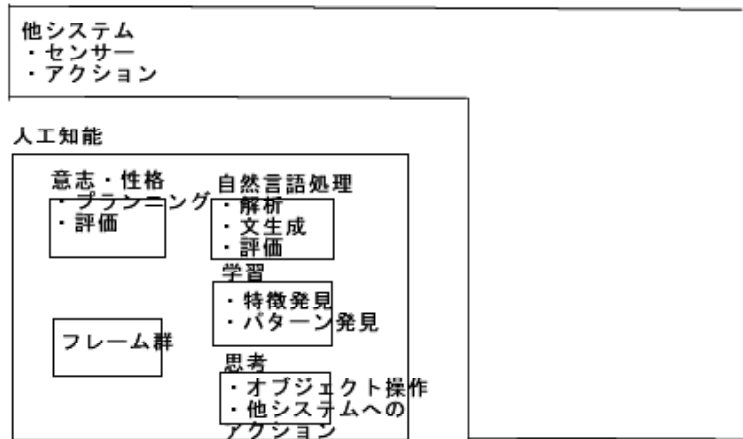 他システム
・センサー
・アクション
人工知能
意志・性格
・プランニング
・評価
自然言語処理
・解析
・文生成
・評価
学習
・特徴発見
・パターン発見
フレーム群
思考
・オブジェクト操作
・他システムへの
アクション